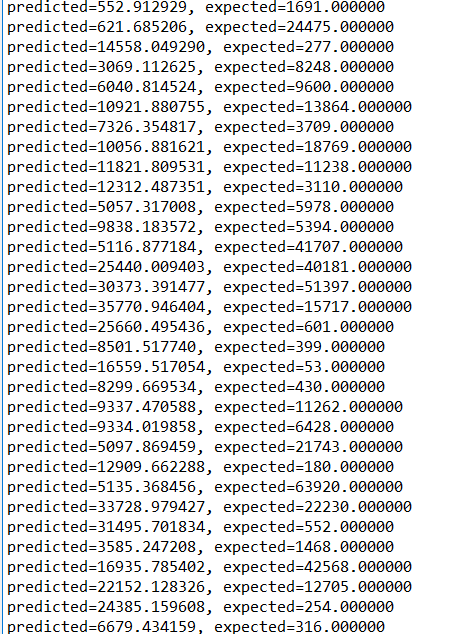 predicted=552.912929, expected=1691.000000
predicted=621.685206, expected=24475.000000
predicted=14558.049290, expected=277.000000
predicted=3069.112625, expected=8248.000000
predicted=6040.814524, expected=9600.000000
predicted=10921.880755, expected=13864.000000
predicted=7326.354817, expected=3709.000000
predicted=10056.881621, expected=18769.000000
predicted=11821.809531, expected=11238.000000
predicted=12312.487351, expected=3110.000000
predicted=5057.317008, expected=5978.000000
predicted=9838.183572, expected=5394.000000
predicted=5116.877184, expected=41707.000000
predicted=25440.009403, expected=40181.000000
predicted=30373.391477, expected=51397.000000
predicted=35770.946404, expected=15717.000000
predicted=25660.495436, expected=601.000000
predicted=8501.517740, expected=399.000000
predicted=16559.517054, expected=53.000000
predicted=8299.669534, expected=430.000000
predicted=9337.470588, expected=11262.000000
predicted=9334.019858, expected=6428.000000
predicted=5097.869459, expected=21743.000000
predicted=12909.662288, expected=180.000000
predicted=5135.368456, expected=63920.000000
predicted=33728.979427, expected=22230.000000
predicted=31495.701834, expected=552.000000
predicted=3585.247208, expected=1468.000000
predicted=16935.785402, expected=42568.000000
predicted=22152.128326, expected=12705.000000
predicted=24385.159608, expected=254.000000
predicted=6679.434159, expected=316.000000